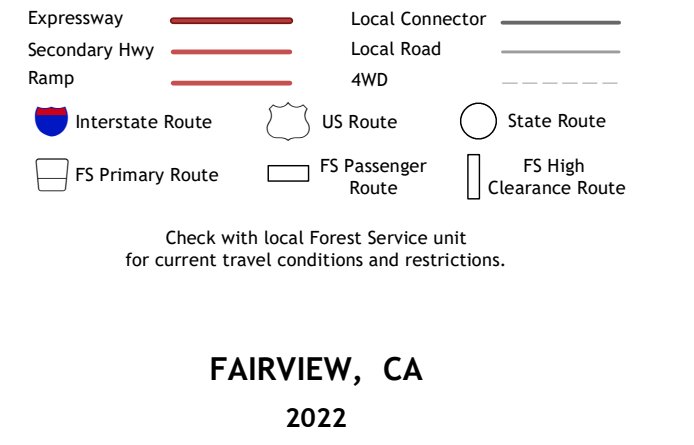 Expressway
Local Connector
Secondary Hwy
Local Road
Ramp
4WD
Interstate Route
US Route
State Route
FS Primary Route
FS Passenger
Route
FS High
Clearance Route
Check with local Forest Service unit
for current travel conditions and restrictions.
FAIRVIEW, CA
2022